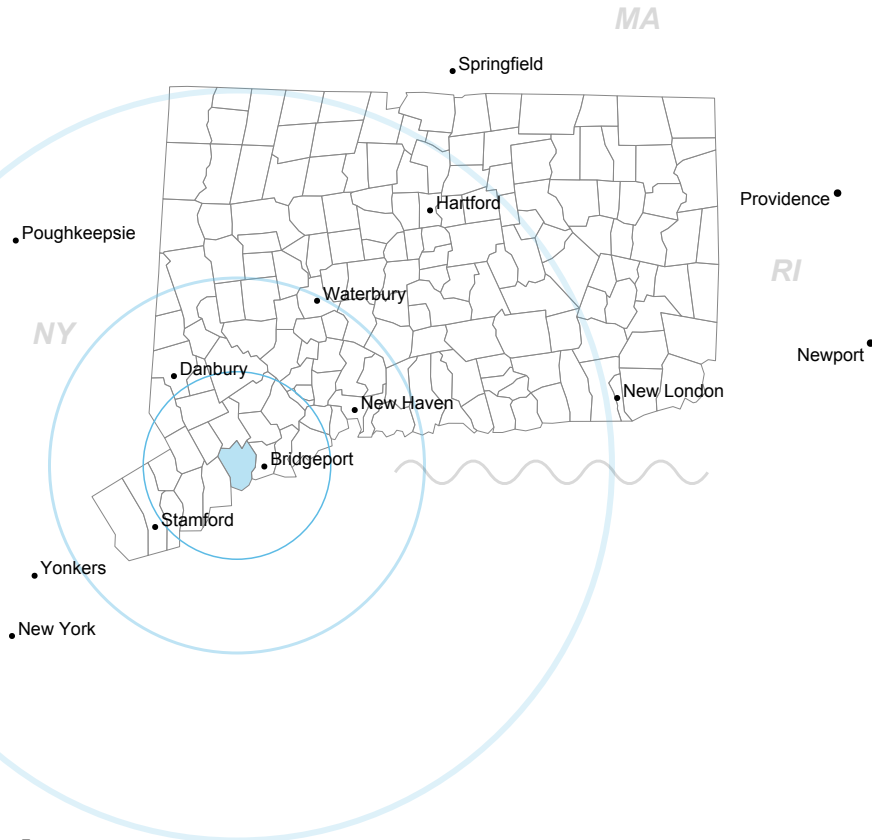 MA
Springfield
Providence
Hartford
Poughkeepsie
RI
Waterbury
NY
Newport
Danbury
New London
New Haven
Bridgeport
Stamford
Yonkers
New York